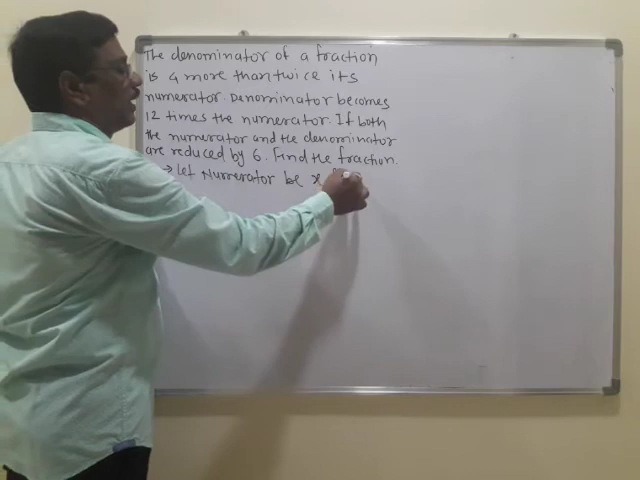 The denominator of a fraction
is 4 more than twice its
numerator. Denominator becomes
12 times the numerator. If both
the numerator and the denominator
are reduced by 6. Find the fraction.
→ Let Numerator be x